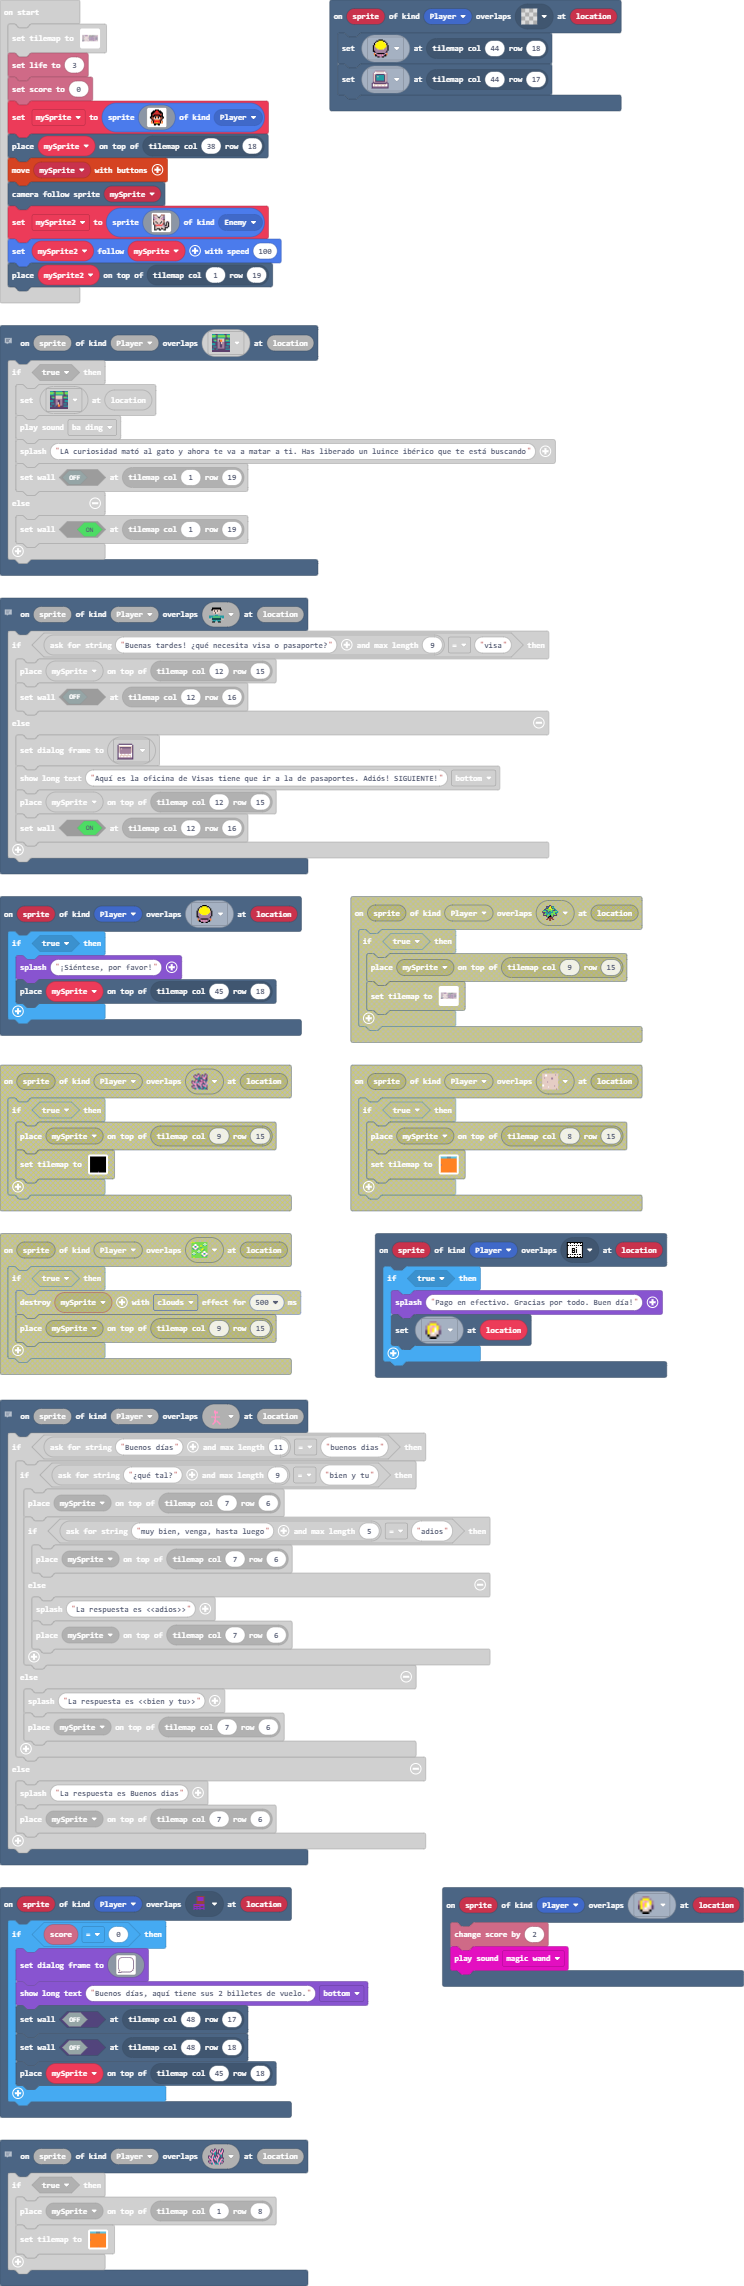 on start
set tilemap to
set life to 3
set score to 0
set mySprite to sprite of kind Player
place mySprite on top of tilemap col 38 row 18
move mySprite with buttons
camera follow sprite mySprite
set mySprite2 to sprite of kind Enemy
set mySprite2 follow mySprite with speed 100
place mySprite2 on top of tilemap col 1 row 19
on sprite of kind Player overlaps at location
set at tilemap col 44 row 18
set at tilemap col 44 row 17
on sprite of kind Player overlaps at location
if true then
set at location
play sound ba ding
splash "LA curiosidad mató al gato y ahora te va a matar a ti. Has liberado un luince ibérico que te está buscando"
set wall OFF at tilemap col 1 row 19
else
set wall ON at tilemap col 1 row 19
on sprite of kind Player overlaps at location
if ask for string "Buenas tardes! ¿qué necesita visa o pasaporte?" and max length 9 = "visa" then
place mySprite on top of tilemap col 12 row 15
set wall OFF at tilemap col 12 row 16
else
set dialog frame to
show long text "Aquí es la oficina de Visas tiene que ir a la de pasaportes. Adiós! SIGUIENTE!" bottom
place mySprite on top of tilemap col 12 row 15
set wall ON at tilemap col 12 row 16
on sprite of kind Player overlaps at location
if true then
splash "¡Siéntese, por favor!"
place mySprite on top of tilemap col 45 row 18
on sprite of kind Player overlaps at location
if true then
place mySprite on top of tilemap col 9 row 15
set tilemap to
on sprite of kind Player overlaps at location
if true then
place mySprite on top of tilemap col 9 row 15
set tilemap to
on sprite of kind Player overlaps at location
if true then
place mySprite on top of tilemap col 8 row 15
set tilemap to
on sprite of kind Player overlaps at location
if true then
destroy mySprite with clouds effect for 500 ms
place mySprite on top of tilemap col 9 row 15
on sprite of kind Player overlaps at location
if true then
splash "Pago en efectivo. Gracias por todo. Buen día!"
set at location
on sprite of kind Player overlaps at location
if ask for string "Buenos días" and max length 11 = "buenos dias" then
if ask for string "¿qué tal?" and max length 9 = "bien y tu" then
place mySprite on top of tilemap col 7 row 6
if ask for string "muy bien, venga, hasta luego" and max length 5 = "adios" then
place mySprite on top of tilemap col 7 row 6
else
splash "La respuesta es <<adios>>"
place mySprite on top of tilemap col 7 row 6
else
splash "La respuesta es <<bien y tu>>"
place mySprite on top of tilemap col 7 row 6
else
splash "La respuesta es Buenos dias"
place mySprite on top of tilemap col 7 row 6
on sprite of kind Player overlaps at location
if score = 0 then
set dialog frame to
show long text "Buenos días, aquí tiene sus 2 billetes de vuelo." bottom
set wall OFF at tilemap col 48 row 17
set wall OFF at tilemap col 48 row 18
place mySprite on top of tilemap col 45 row 18
on sprite of kind Player overlaps at location
change score by 2
play sound magic wand
on sprite of kind Player overlaps at location
if true then
place mySprite on top of tilemap col 1 row 8
set tilemap to